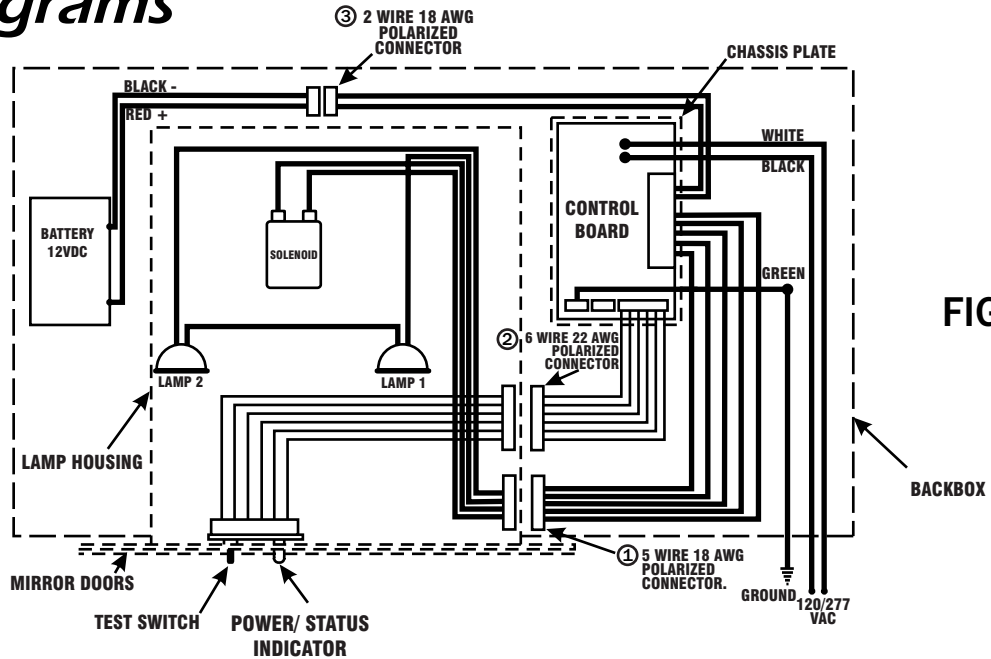 grams
③ 2 WIRE 18 AWG
POLARIZED
CONNECTOR
CHASSIS PLATE
BLACK -
RED +
WHITE
BLACK
BATTERY
12VDC
SOLENOID
CONTROL
BOARD
GREEN
FIG
② 6 WIRE 22 AWG
POLARIZED
CONNECTOR
LAMP 2
LAMP 1
LAMP HOUSING
BACKBOX
① 5 WIRE 18 AWG
POLARIZED
CONNECTOR.
MIRROR DOORS
GROUND
120/277
VAC
TEST SWITCH
POWER/ STATUS
INDICATOR